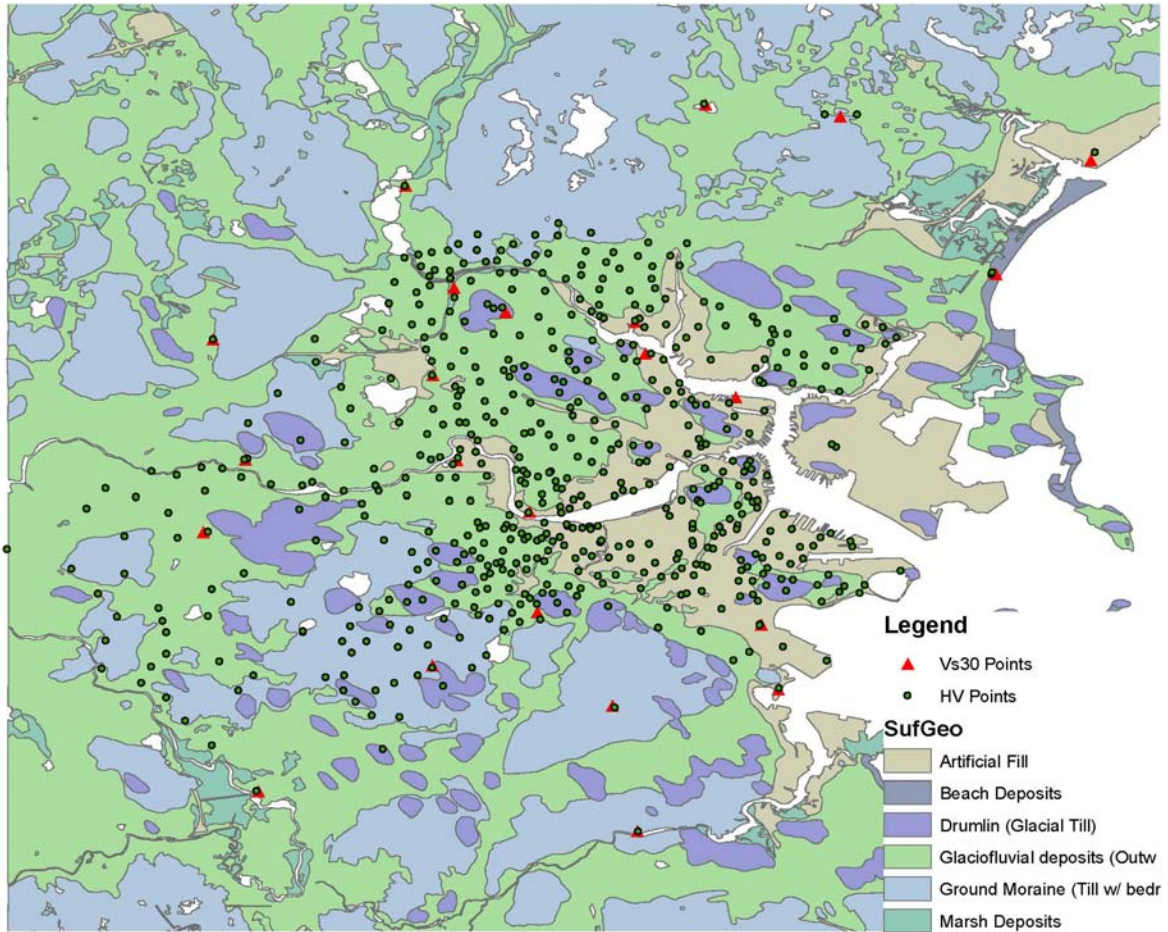 Legend
Vs30 Points
HV Points
SufGeo
Artificial Fill
Beach Deposits
Drumlin (Glacial Till)
Glaciofluvial deposits (Outw
Ground Moraine (Till w/ bedr
Marsh Deposits